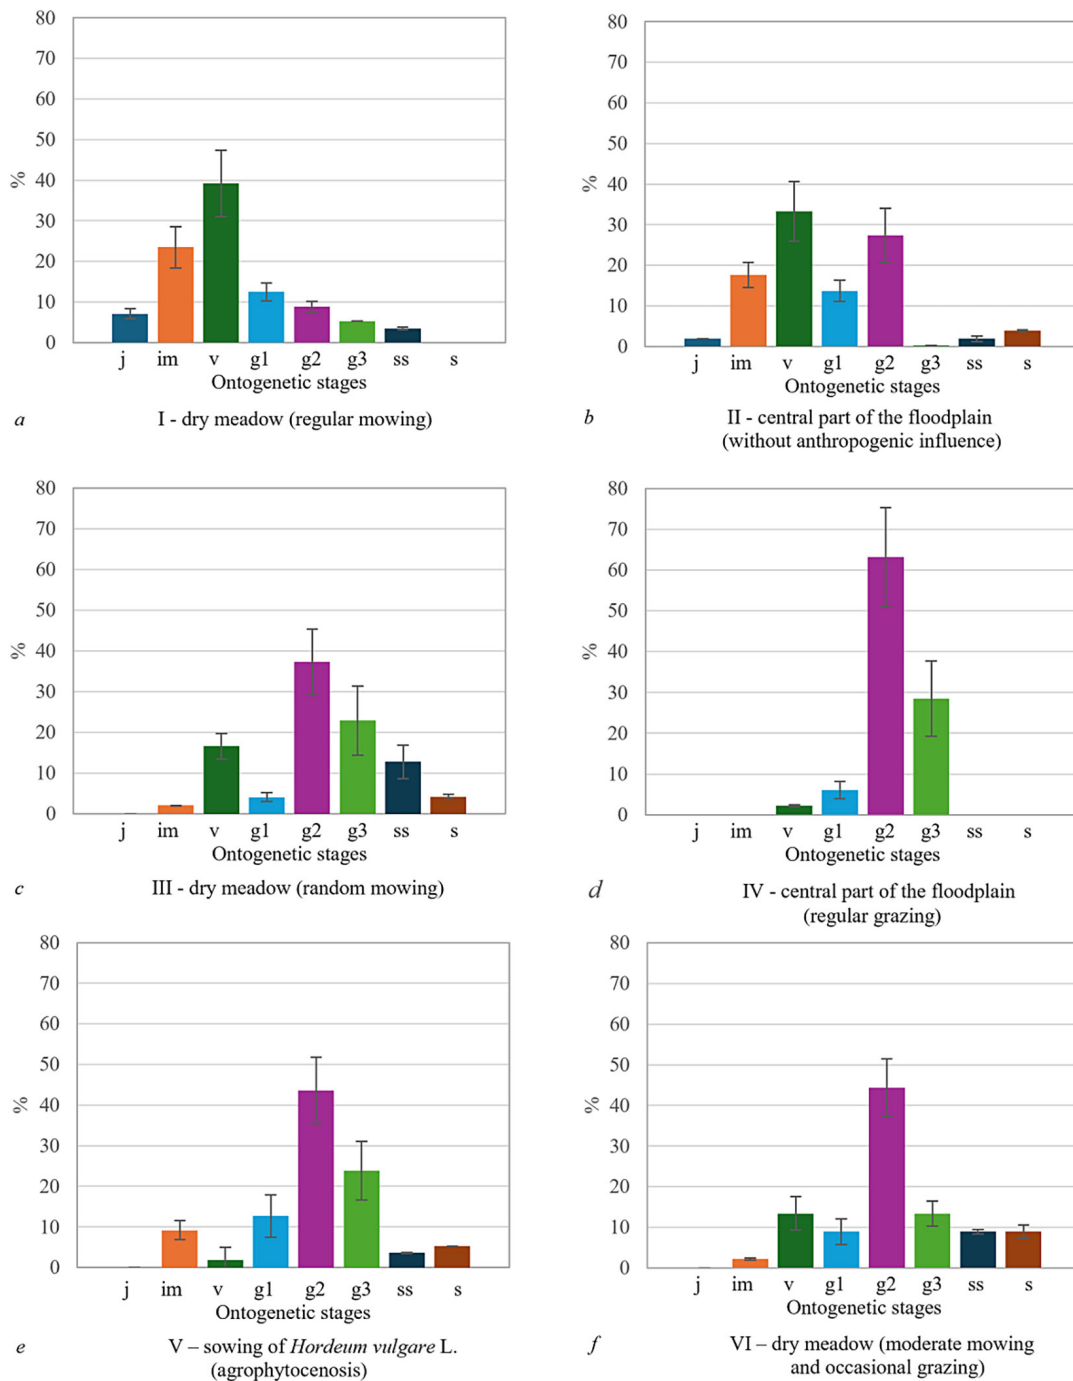 80
70
60
50
40
30
20
10
0
%
j im v g1 g2 g3 ss s
Ontogenetic stages
a I - dry meadow (regular mowing)
80
70
60
50
40
30
20
10
0
%
j im v g1 g2 g3 ss s
Ontogenetic stages
b II - central part of the floodplain
(without anthropogenic influence)
80
70
60
50
40
30
20
10
0
%
j im v g1 g2 g3 ss s
Ontogenetic stages
c III - dry meadow (random mowing)
80
70
60
50
40
30
20
10
0
%
j im v g1 g2 g3 ss s
Ontogenetic stages
d IV - central part of the floodplain
(regular grazing)
80
70
60
50
40
30
20
10
0
%
j im v g1 g2 g3 ss s
Ontogenetic stages
e V – sowing of Hordeum vulgare L.
(agrophytocenosis)
80
70
60
50
40
30
20
10
0
%
j im v g1 g2 g3 ss s
Ontogenetic stages
f VI – dry meadow (moderate mowing
and occasional grazing)